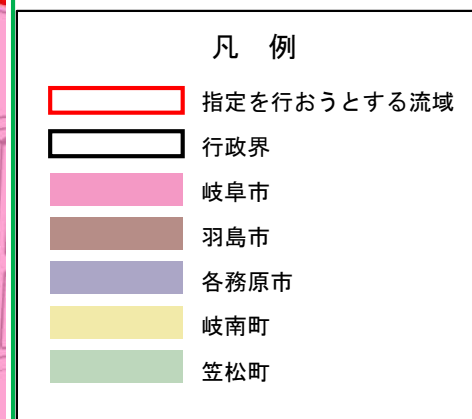 凡 例
指定を行おうとする流域
行政界
岐阜市
羽島市
各務原市
岐南町
笠松町